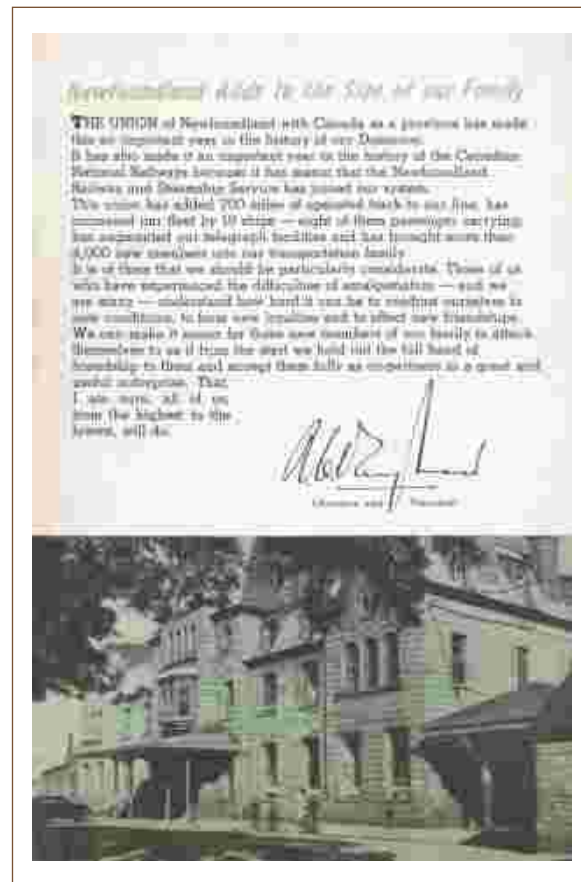 Newfoundland Adds to the Size of our Family
THE UNION of Newfoundland with Canada as a province has made
this an important year in the history of our Dominion.
It has also made it an important year in the history of the Canadian
National Railways because it has meant that the Newfoundland
Railway and Steamship Service has joined our system.
This union has added 700 miles of operated track to our line, has
increased our fleet by 18 ships — eight of them passenger carrying
has augmented our telegraph facilities and has brought more than
4,000 new members into our transportation family.
It is of these that we should be particularly considerate. Those of us
who have experienced the difficulties of amalgamation — and we
are many — understand how hard it can be to readjust ourselves to
new conditions, to form new loyalties and to effect new friendships.
We can make it easier for these new members of our family to attach
themselves to us if from the start we hold out the full hand of
friendship to them and accept them fully as co-partners in a great and
useful enterprise. That,
I am sure, all of us,
from the highest to the
lowest, will do.
Chairman and President